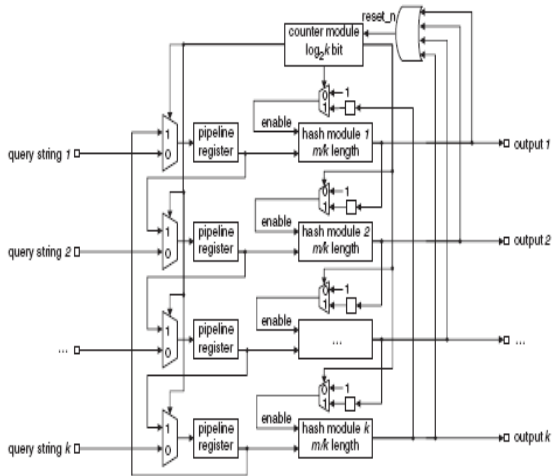 reset_n
counter module
log2k bit
0 1
1
enable
1
0
pipeline
register
hash module 1
m/k length
query string 1
output 1
0 1
1
enable
1
0
pipeline
register
hash module 2
m/k length
query string 2
output 2
0 1
1
enable
1
0
pipeline
register
...
...
...
0 1
1
enable
1
0
pipeline
register
hash module k
m/k length
query string k
output k